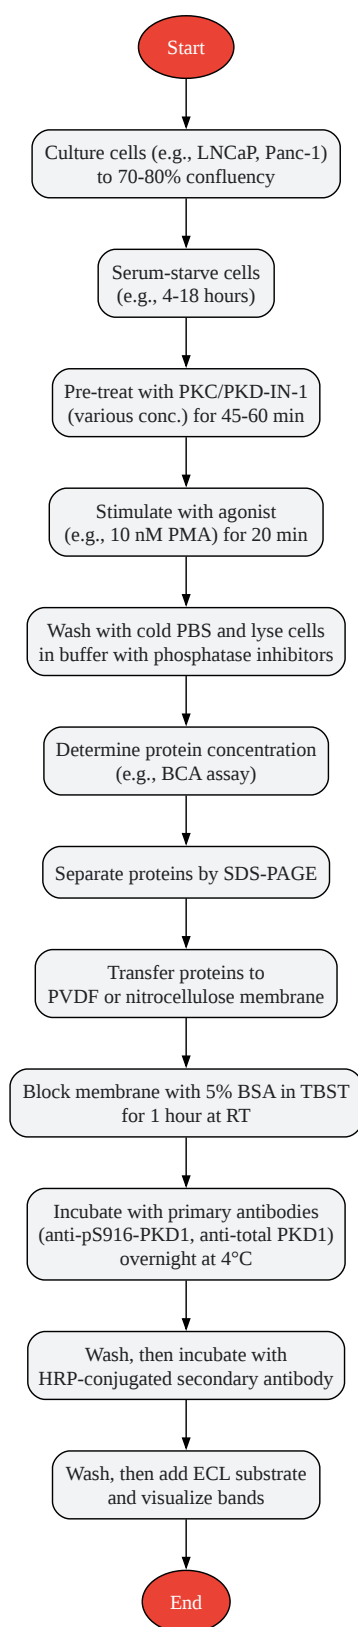 Start
Culture cells (e.g., LNCaP, Panc-1)
to 70-80% confluency
Serum-starve cells
(e.g., 4-18 hours)
Pre-treat with PKC/PKD-IN-1
(various conc.) for 45-60 min
Stimulate with agonist
(e.g., 10 nM PMA) for 20 min
Wash with cold PBS and lyse cells
in buffer with phosphatase inhibitors
Determine protein concentration
(e.g., BCA assay)
Separate proteins by SDS-PAGE
Transfer proteins to
PVDF or nitrocellulose membrane
Block membrane with 5% BSA in TBST
for 1 hour at RT
Incubate with primary antibodies
(anti-pS916-PKD1, anti-total PKD1)
overnight at 4°C
Wash, then incubate with
HRP-conjugated secondary antibody
Wash, then add ECL substrate
and visualize bands
End